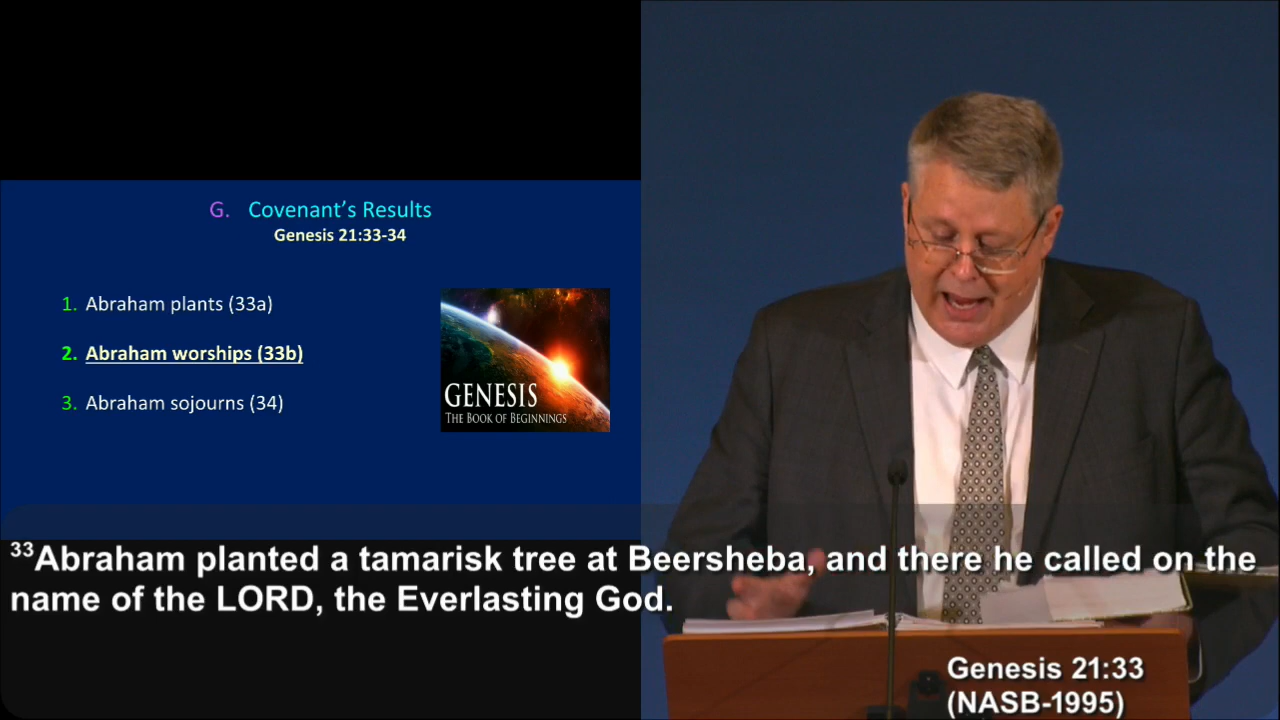 G. Covenant's Results
Genesis 21:33-34
1. Abraham plants (33a)
2. Abraham worships (33b)
3. Abraham sojourns (34)
GENESIS
THE BOOK OF BEGINNINGS
33Abraham planted a tamarisk tree at Beersheba, and there he called on the
name of the LORD, the Everlasting God.
Genesis 21:33
(NASB-1995)